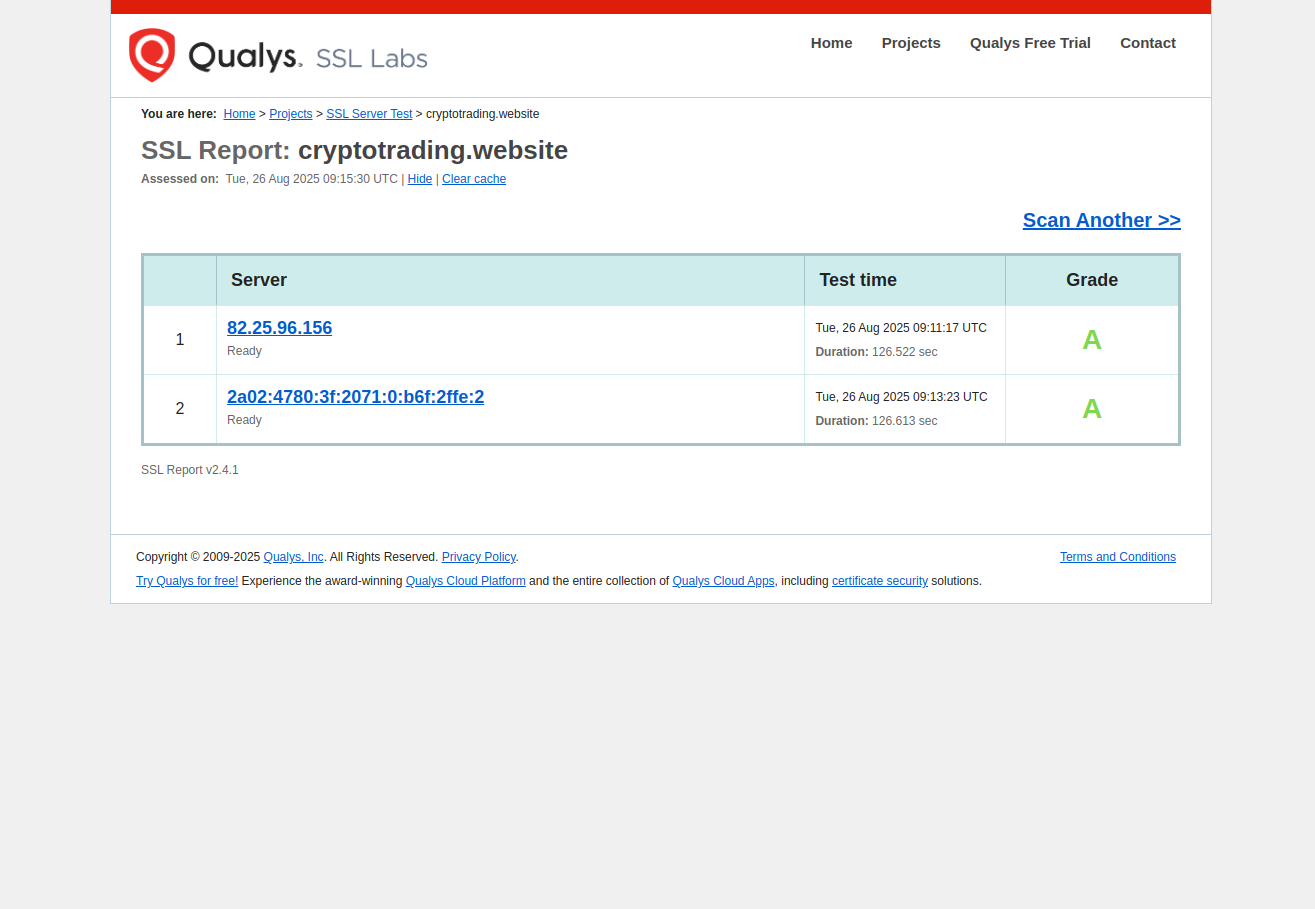 Qualys. SSL Labs
Home Projects Qualys Free Trial Contact
You are here: Home > Projects > SSL Server Test > cryptotrading.website
SSL Report: cryptotrading.website
Assessed on: Tue, 26 Aug 2025 09:15:30 UTC | Hide | Clear cache
Scan Another >>
Server Test time Grade
1 82.25.96.156 Tue, 26 Aug 2025 09:11:17 UTC A
Ready Duration: 126.522 sec
2 2a02:4780:3f:2071:0:b6f:2ffe:2 Tue, 26 Aug 2025 09:13:23 UTC A
Ready Duration: 126.613 sec
SSL Report v2.4.1
Copyright © 2009-2025 Qualys, Inc. All Rights Reserved. Privacy Policy. Terms and Conditions
Try Qualys for free! Experience the award-winning Qualys Cloud Platform and the entire collection of Qualys Cloud Apps, including certificate security solutions.